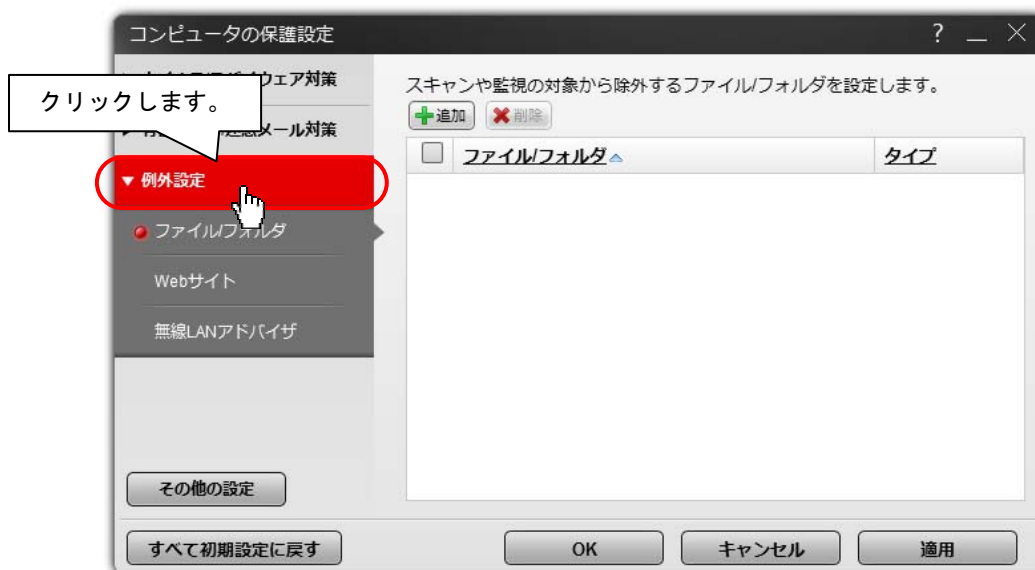 コンピュータの保護設定
? _ ×
ウェア対策
スキャンや監視の対象から除外するファイル/フォルダを設定します。
クリックします。
追加 削除
メール対策
ファイル/フォルダ タイプ
例外設定
ファイル/フォルダ
Webサイト
無線LANアドバイザ
その他の設定
すべて初期設定に戻す OK キャンセル 適用